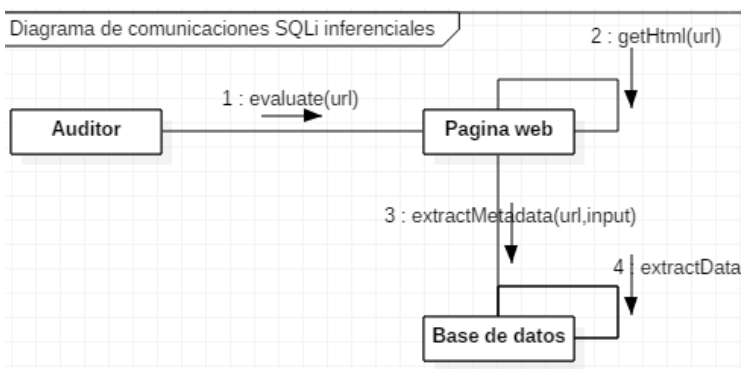 Diagrama de comunicaciones SQLi inferenciales
2 : getHtml(url)
1 : evaluate(url)
Auditor
Pagina web
3 : extractMetadata(url,input)
4 : extractData
Base de datos